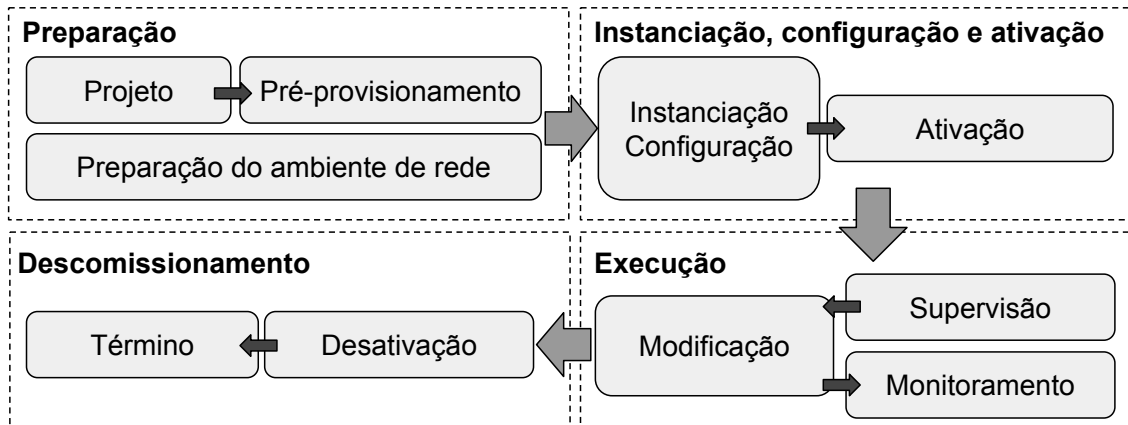 Preparação
Projeto
Pré-provisionamento
Preparação do ambiente de rede
Instanciação, configuração e ativação
Instanciação
Configuração
Ativação
Descomissionamento
Término
Desativação
Execução
Modificação
Supervisão
Monitoramento